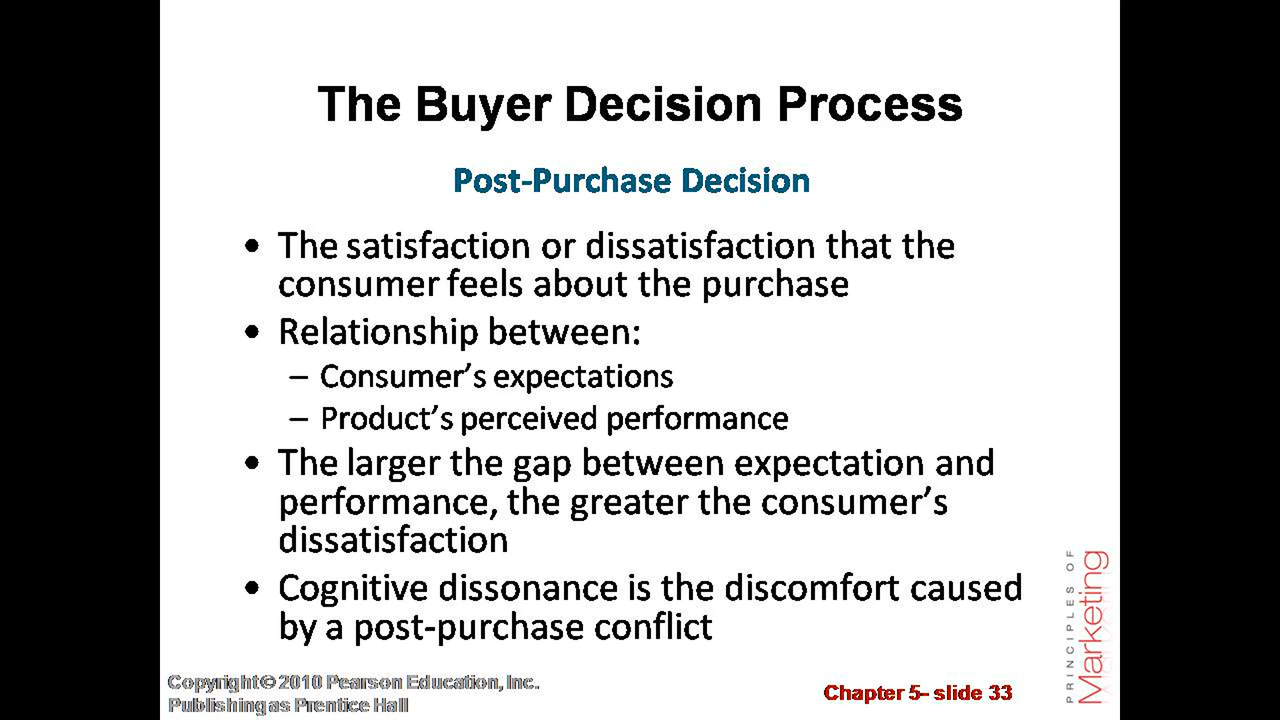 The Buyer Decision Process
Post-Purchase Decision
• The satisfaction or dissatisfaction that the
consumer feels about the purchase
• Relationship between:
– Consumer’s expectations
– Product’s perceived performance
• The larger the gap between expectation and
performance, the greater the consumer’s
dissatisfaction
• Cognitive dissonance is the discomfort caused
by a post-purchase conflict
PRINCIPLES OF
Marketing
Copyright © 2010 Pearson Education, Inc.
Publishing as Prentice Hall
Chapter 5- slide 33